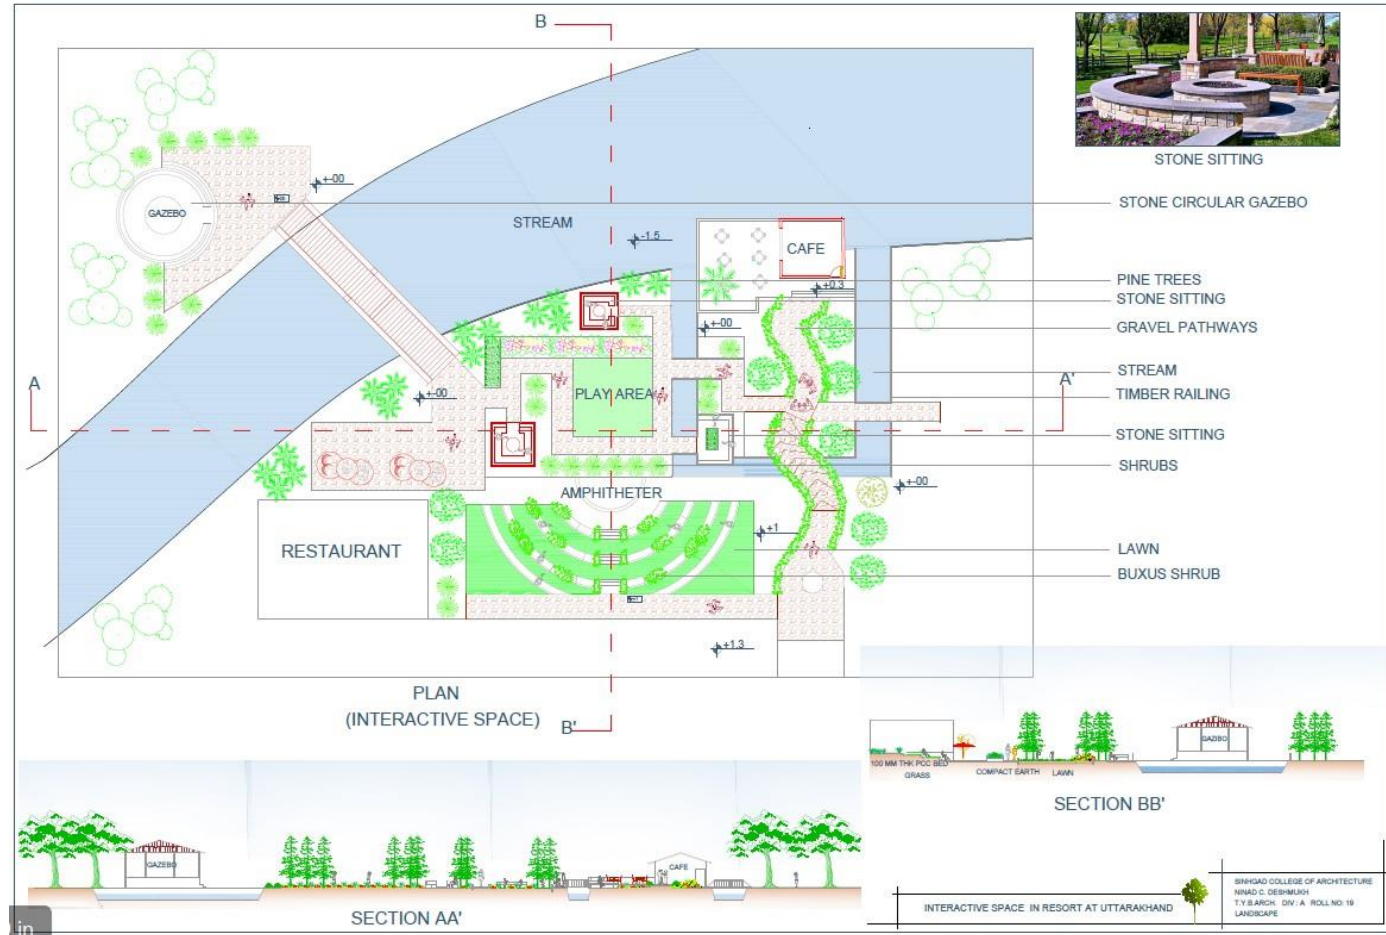 B
STONE SITTING
STONE CIRCULAR GAZEBO
+-00
GAZEBO
STREAM
-1.5
CAFE
PINE TREES
+0.3
STONE SITTING
+-00
GRAVEL PATHWAYS
STREAM
A
A'
PLAY AREA
TIMBER RAILING
+-00
STONE SITTING
SHRUBS
+-00
AMPHITHETER
+1
RESTAURANT
LAWN
BUXUS SHRUB
+1.3
PLAN
(INTERACTIVE SPACE)
B'
GAZIBO
100 MM THK PCC BED
GRASS
COMPACT EARTH
LAWN
SECTION BB'
GAZEBO
CAFE
SECTION AA'
INTERACTIVE SPACE IN RESORT AT UTTARAKHAND
SINHGAD COLLEGE OF ARCHITECTURE
NINAD C. DESHMUKH
T.Y.B.ARCH. DIV : A ROLL NO: 19
LANDSCAPE
in